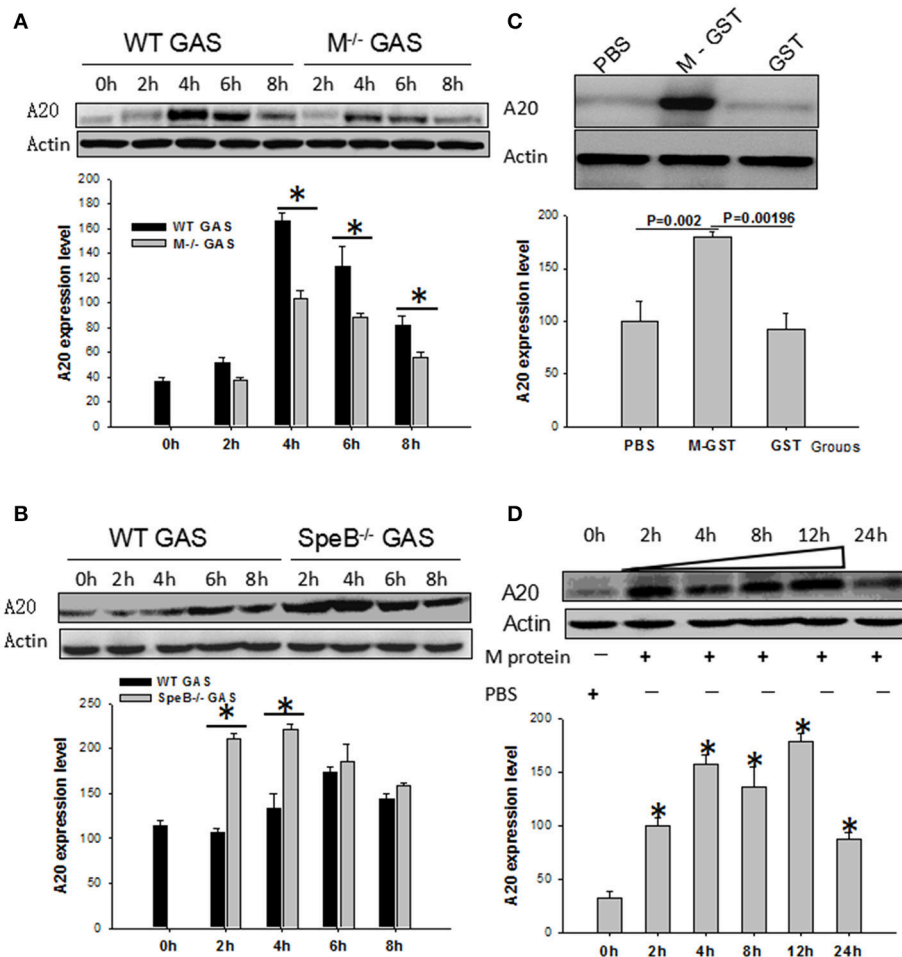 A
WT GAS M-/- GAS
0h 2h 4h 6h 8h 2h 4h 6h 8h
A20
Actin
A20 expression level
200
180
160
140
120
100
80
60
40
20
0
WT GAS
M-/- GAS
* * *
0h 2h 4h 6h 8h
C
PBS M - GST GST
A20
Actin
A20 expression level
200
150
100
50
0
P=0.002 P=0.00196
PBS M-GST GST Groups
B
WT GAS SpeB-/- GAS
0h 2h 4h 6h 8h 2h 4h 6h 8h
A20
Actin
WT GAS
SpeB-/- GAS
A20 expression level
250
200
150
100
50
0
* *
0h 2h 4h 6h 8h
D
0h 2h 4h 8h 12h 24h
A20
Actin
M protein — + + + + +
PBS + — — — — —
A20 expression level
200
150
100
50
0
* * * * *
0h 2h 4h 8h 12h 24h